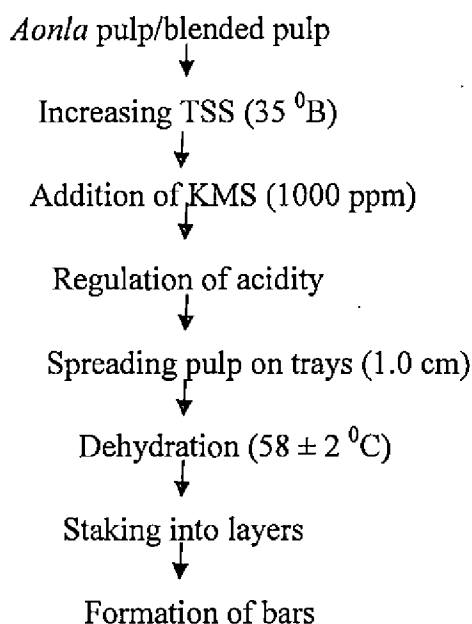 Aonla pulp/blended pulp
Increasing TSS (35 ⁰B)
Addition of KMS (1000 ppm)
Regulation of acidity
Spreading pulp on trays (1.0 cm)
Dehydration (58 ± 2 ⁰C)
Staking into layers
Formation of bars